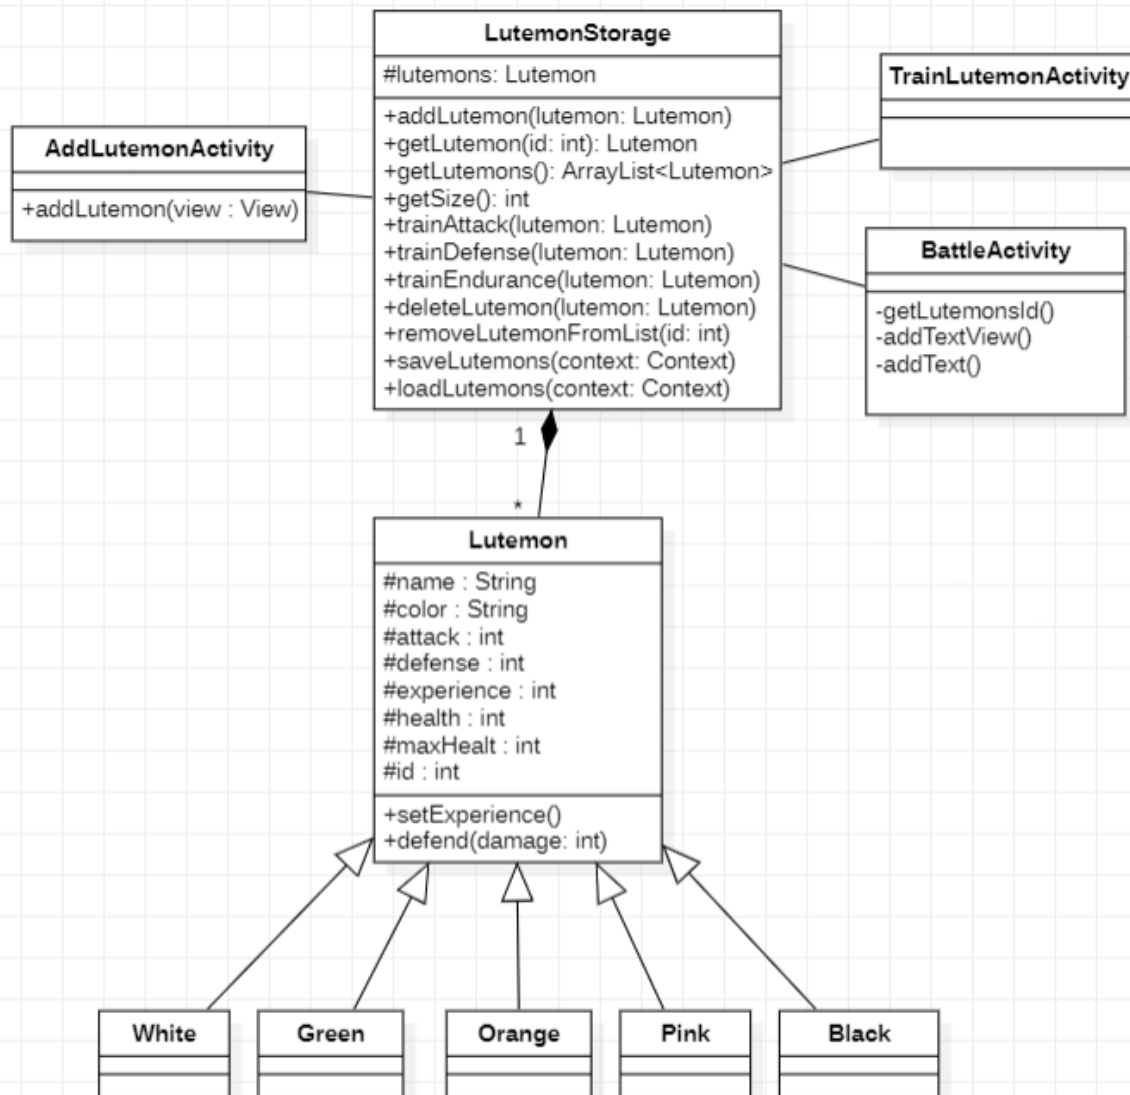 LutemonStorage
#lutemons: Lutemon
+addLutemon(lutemon: Lutemon)
+getLutemon(id: int): Lutemon
+getLutemons(): ArrayList<Lutemon>
+getSize(): int
+trainAttack(lutemon: Lutemon)
+trainDefense(lutemon: Lutemon)
+trainEndurance(lutemon: Lutemon)
+deleteLutemon(lutemon: Lutemon)
+removeLutemonFromList(id: int)
+saveLutemons(context: Context)
+loadLutemons(context: Context)
AddLutemonActivity
+addLutemon(view : View)
TrainLutemonActivity
BattleActivity
-getLutemonsId()
-addTextView()
-addText()
1
*
Lutemon
#name : String
#color : String
#attack : int
#defense : int
#experience : int
#health : int
#maxHealt : int
#id : int
+setExperience()
+defend(damage: int)
White
Green
Orange
Pink
Black